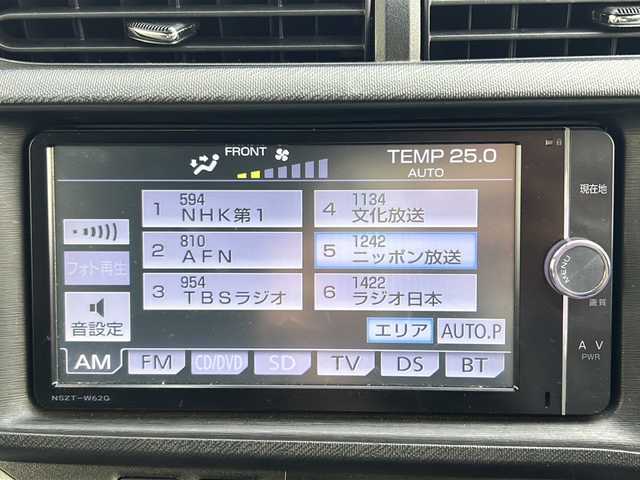 FRONT
TEMP 25.0
AUTO
1 594 NHK第1
4 1134 文化放送
2 810 AFN
5 1242 ニッポン放送
3 954 TBSラジオ
6 1422 ラジオ日本
フォト再生
音設定
エリア
AUTO.P
AM
FM
CD/DVD
SD
TV
DS
BT
NSZT-W62G
現在地
MENU
画質
A V
PWR